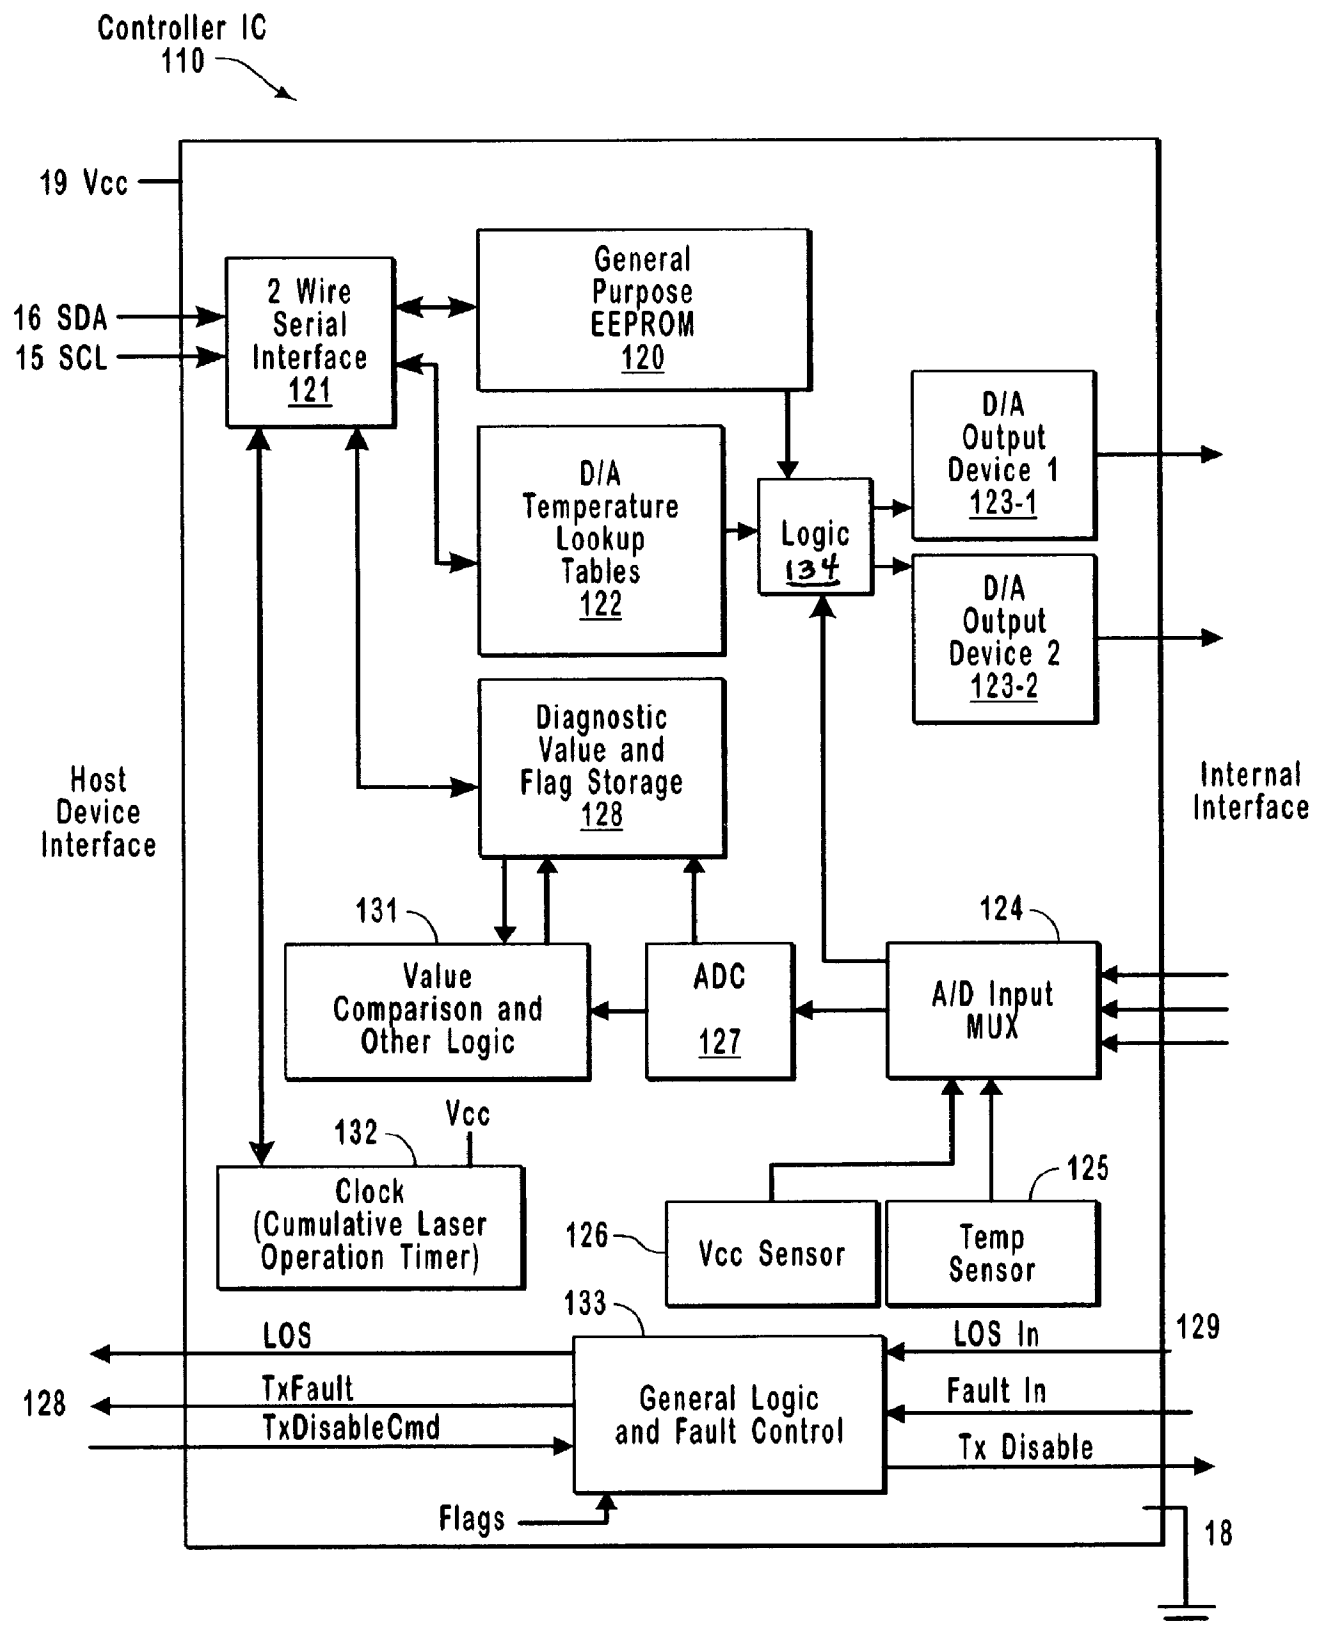 Controller IC
110
19 Vcc
16 SDA
15 SCL
2 Wire
Serial
Interface
121
General
Purpose
EEPROM
120
D/A
Temperature
Lookup
Tables
122
Logic
134
D/A
Output
Device 1
123-1
D/A
Output
Device 2
123-2
Diagnostic
Value and
Flag Storage
128
Host
Device
Interface
Internal
Interface
131
Value
Comparison and
Other Logic
ADC
127
124
A/D Input
MUX
Vcc
132
Clock
(Cumulative Laser
Operation Timer)
126
Vcc Sensor
125
Temp
Sensor
133
General Logic
and Fault Control
LOS
TxFault
TxDisableCmd
128
Flags
LOS In
129
Fault In
Tx Disable
18